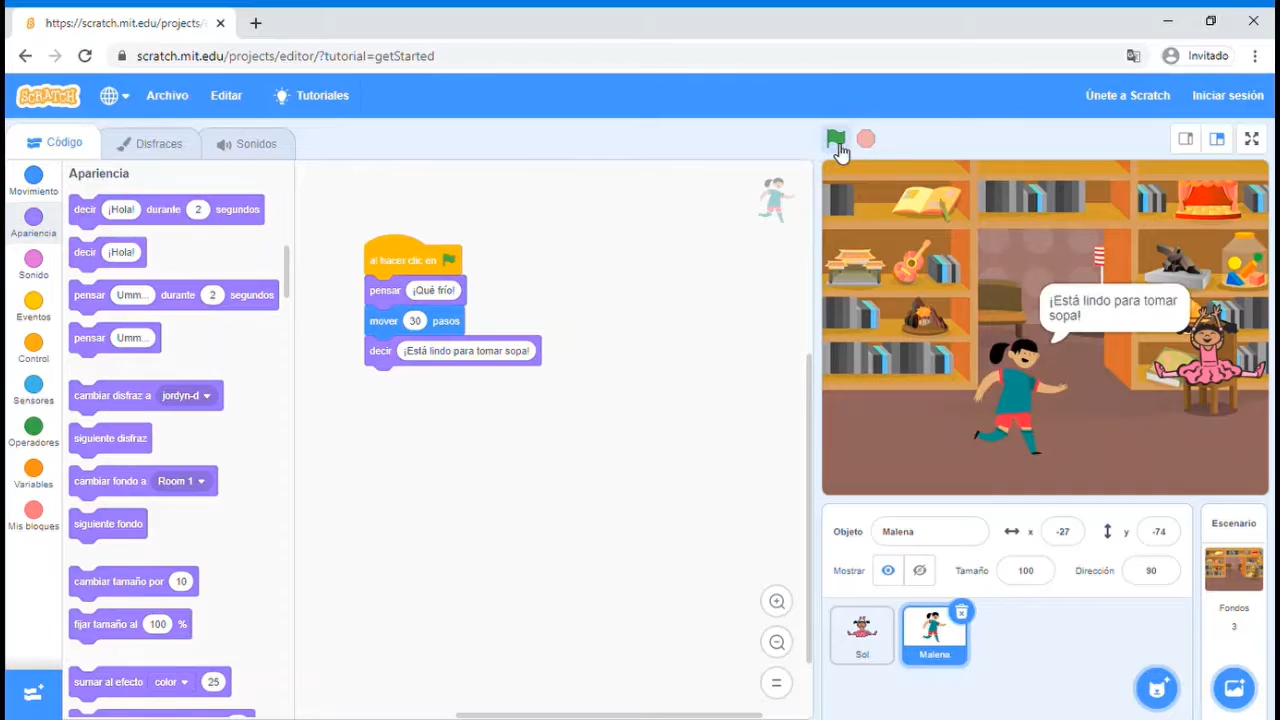 https://scratch.mit.edu/projects/
scratch.mit.edu/projects/editor/?tutorial=getStarted
Invitado
SCRATCH
Archivo
Editar
Tutoriales
Únete a Scratch
Iniciar sesión
Código
Disfraces
Sonidos
Movimiento
Apariencia
Sonido
Eventos
Control
Sensores
Operadores
Variables
Mis bloques
Apariencia
decir ¡Hola! durante 2 segundos
decir ¡Hola!
pensar Umm... durante 2 segundos
pensar Umm...
cambiar disfraz a jordyn-d
siguiente disfraz
cambiar fondo a Room 1
siguiente fondo
cambiar tamaño por 10
fijar tamaño al 100 %
sumar al efecto color 25
al hacer clic en
pensar ¡Qué frío!
mover 30 pasos
decir ¡Está lindo para tomar sopa!
¡Está lindo para tomar
sopa!
Objeto Malena x -27 y -74
Mostrar Tamaño 100 Dirección 90
Sol
Malena
Escenario
Fondos
3